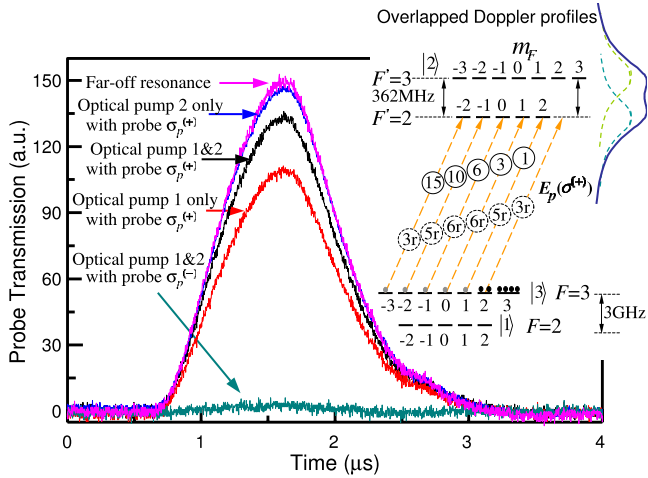 Overlapped Doppler profiles
Probe Transmission (a.u.)
150
120
90
60
30
0
0
1
2
3
4
Time (μs)
Far-off resonance
Optical pump 2 only
with probe σp(+)
Optical pump 1&2
with probe σp(+)
Optical pump 1 only
with probe σp(+)
Optical pump 1&2
with probe σp(-)
mF
|2⟩ -3 -2 -1 0 1 2 3
F'=3
362MHz
-2 -1 0 1 2
F'=2
15 10 6 3 1
Ep(σ(+))
3r 5r 6r 6r 5r 3r
-3 -2 -1 0 1 2 3 |3⟩ F=3
3GHz
|1⟩ F=2
-2 -1 0 1 2